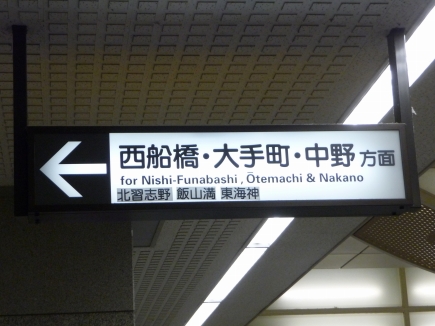 西船橋・大手町・中野方面
for Nishi-Funabashi, Ōtemachi & Nakano
北習志野 飯山満 東海神